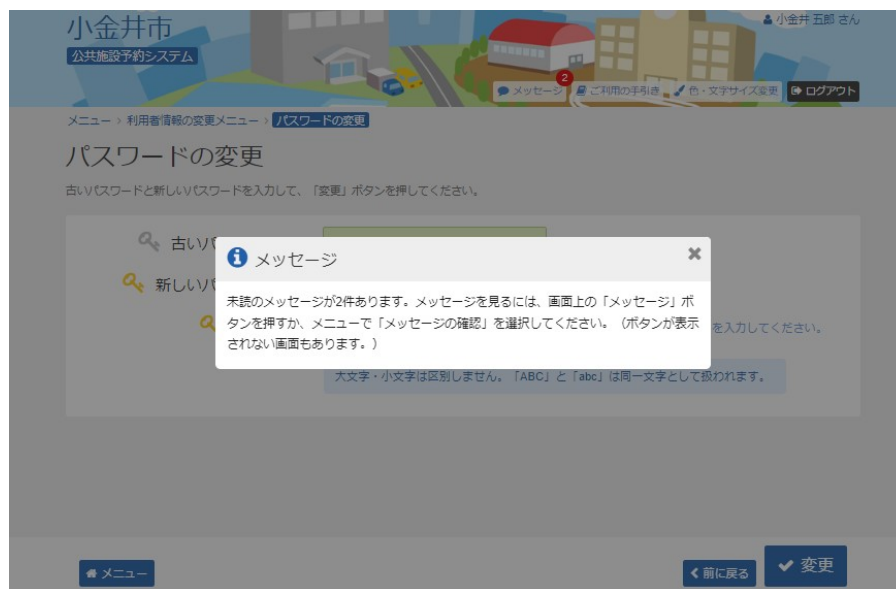 小金井市
公共施設予約システム
小金井 五郎 さん
メッセージ
2
ご利用の手引き
色・文字サイズ変更
ログアウト
メニュー > 利用者情報の変更メニュー > パスワードの変更
パスワードの変更
古いパスワードと新しいパスワードを入力して、「変更」ボタンを押してください。
古いパ
新しいパ
メッセージ
未読のメッセージが2件あります。メッセージを見るには、画面上の「メッセージ」ボ
タンを押すか、メニューで「メッセージの確認」を選択してください。（ボタンが表示
されない画面もあります。）
を入力してください。
大文字・小文字は区別しません。「ABC」と「abc」は同一文字として扱われます。
メニュー
前に戻る
変更